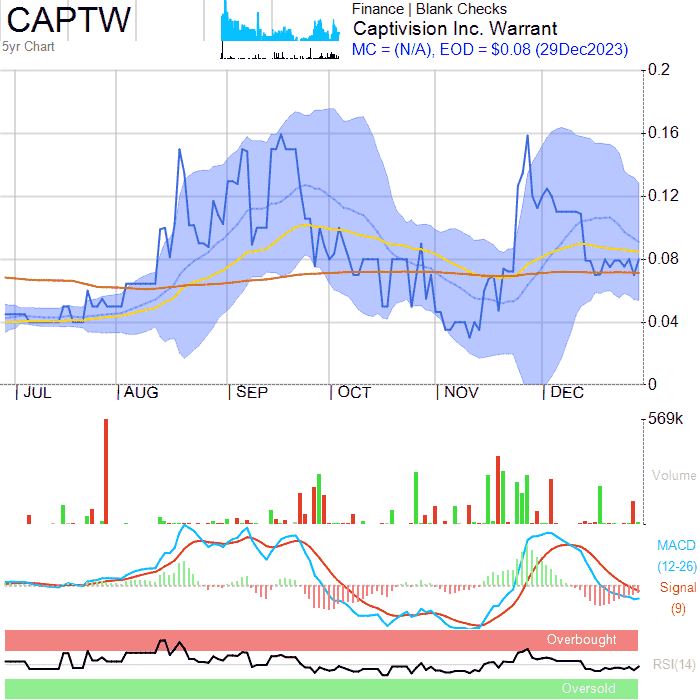 CAPTW
5yr Chart
Finance | Blank Checks
Captivision Inc. Warrant
MC = (N/A), EOD = $0.08 (29Dec2023)
0.2
0.16
0.12
0.08
0.04
0
JUL AUG SEP OCT NOV DEC
569k
Volume
MACD
(12-26)
Signal
(9)
Overbought
RSI(14)
Oversold